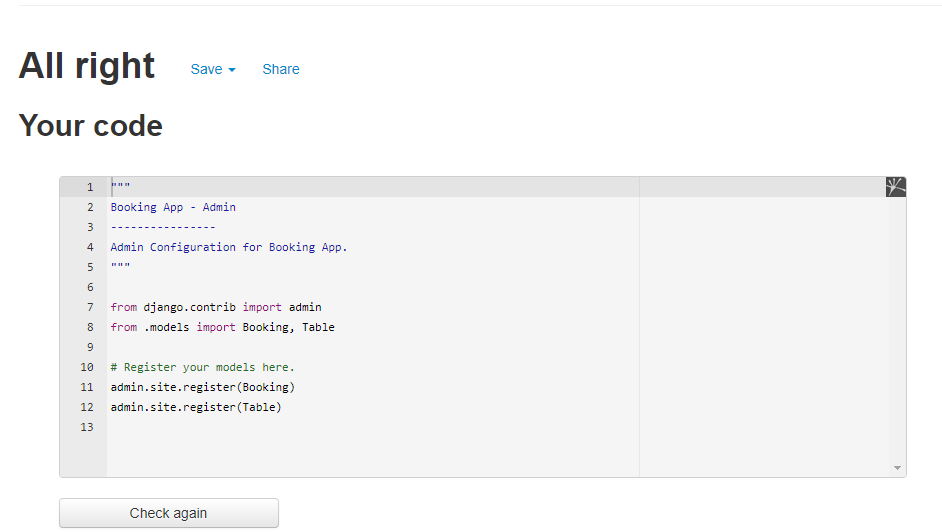 All right Save Share
Your code
1 """
2 Booking App - Admin
3 ----------------
4 Admin Configuration for Booking App.
5 """
6
7 from django.contrib import admin
8 from .models import Booking, Table
9
10 # Register your models here.
11 admin.site.register(Booking)
12 admin.site.register(Table)
13
Check again